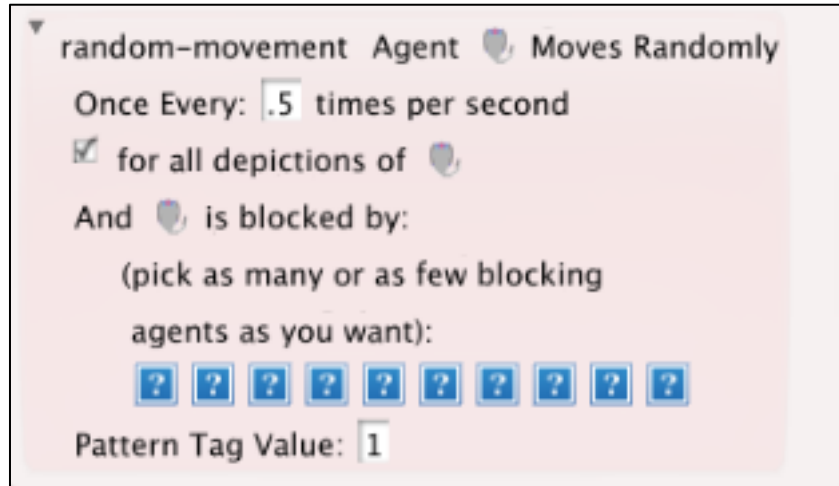 random-movement Agent Moves Randomly
Once Every: .5 times per second
for all depictions of
And is blocked by:
(pick as many or as few blocking
agents as you want):
? ? ? ? ? ? ? ? ? ?
Pattern Tag Value: 1